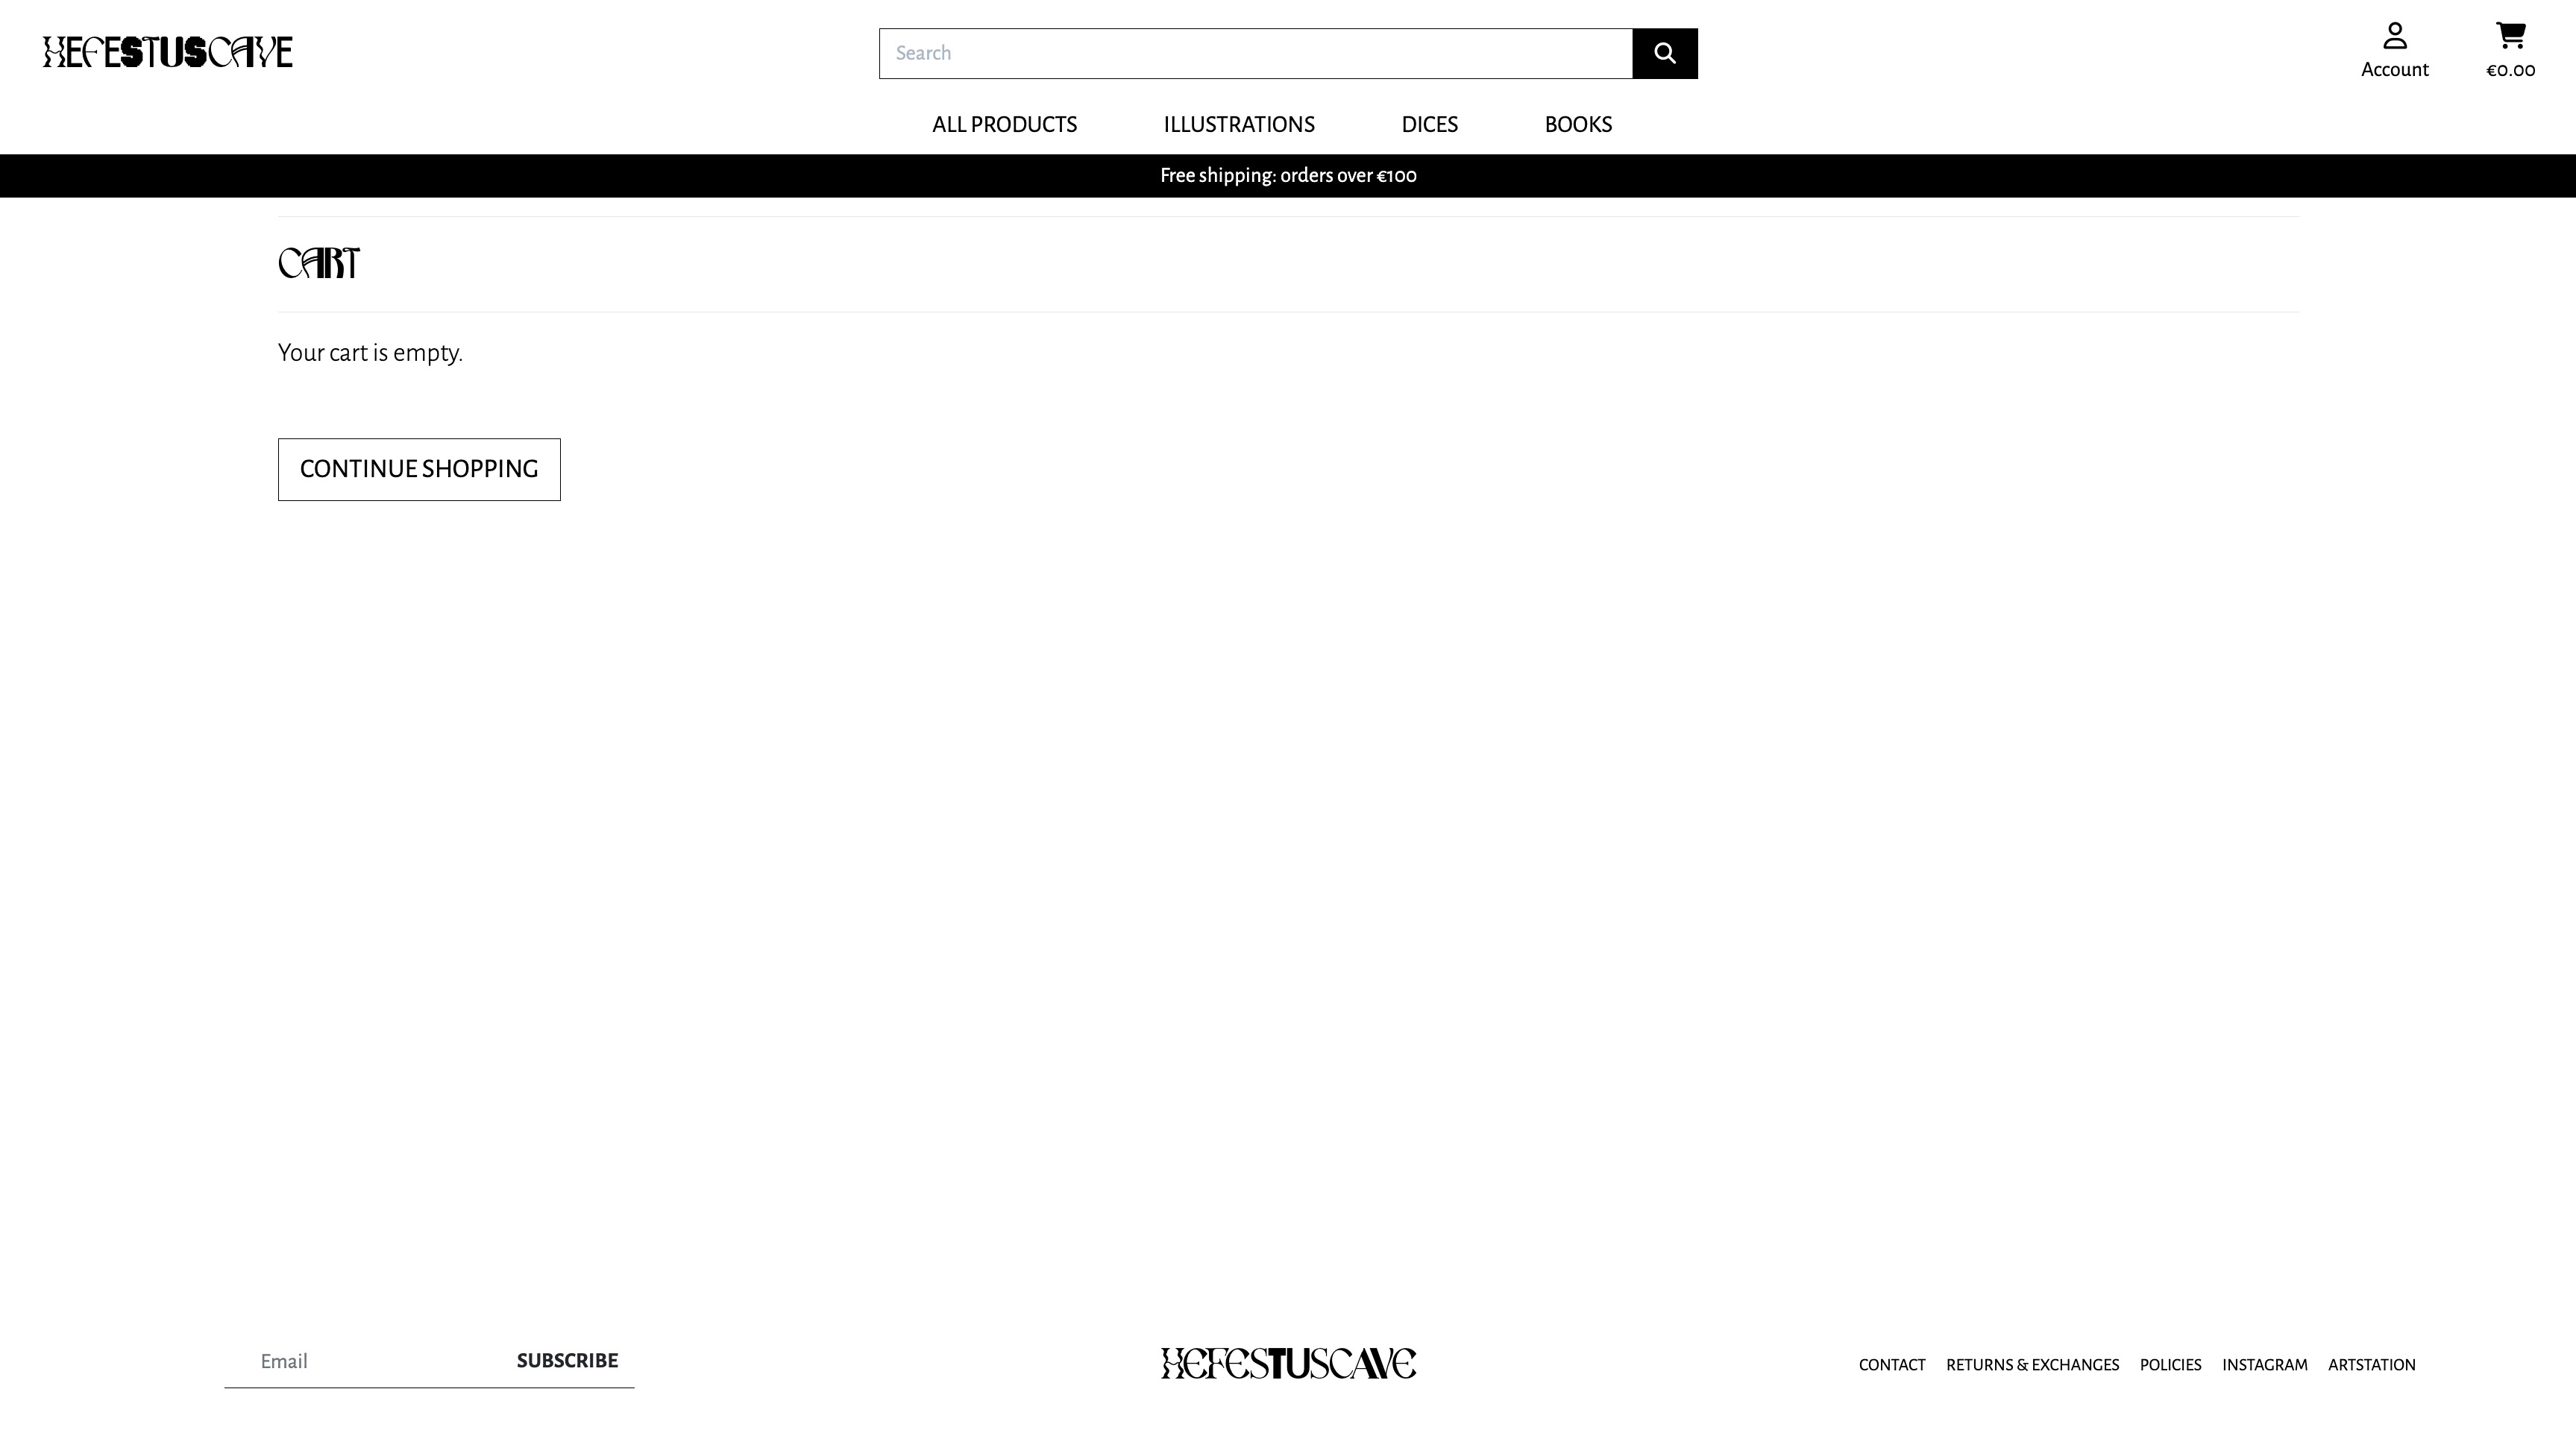 HEFESTUSCAVE
Search
Account
€0.00
ALL PRODUCTS ILLUSTRATIONS DICES BOOKS
Free shipping: orders over €100
CART
Your cart is empty.
CONTINUE SHOPPING
Email SUBSCRIBE
HEFESTUSCAVE
CONTACT RETURNS & EXCHANGES POLICIES INSTAGRAM ARTSTATION